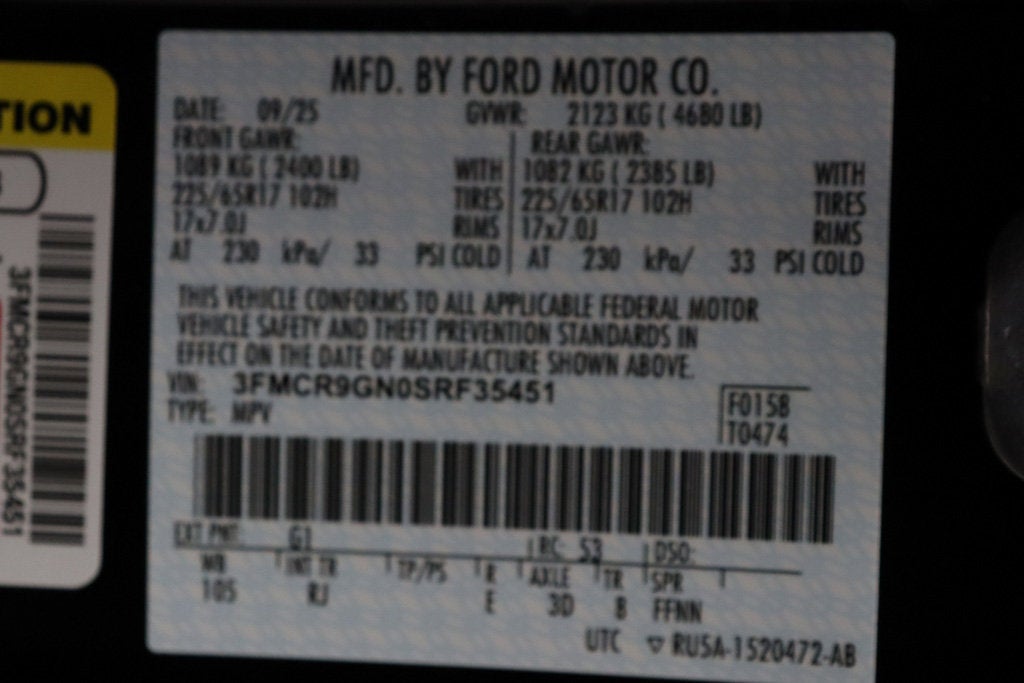 TION
3FMCR9GN0SRF35451
MFD. BY FORD MOTOR CO.
DATE: 09/25 GVWR: 2123 KG ( 4680 LB)
FRONT GAWR: REAR GAWR:
1089 KG ( 2400 LB) WITH 1082 KG ( 2385 LB) WITH
225/65R17 102H TIRES 225/65R17 102H TIRES
17x7.0J RIMS 17x7.0J RIMS
AT 230 kPa/ 33 PSI COLD AT 230 kPa/ 33 PSI COLD
THIS VEHICLE CONFORMS TO ALL APPLICABLE FEDERAL MOTOR
VEHICLE SAFETY AND THEFT PREVENTION STANDARDS IN
EFFECT ON THE DATE OF MANUFACTURE SHOWN ABOVE.
VIN: 3FMCR9GN0SRF35451
TYPE: MPV
F0158
T0474
EXT PNT: G1 RC: 53 DSO:
WB INT TR TP/PS R AXLE TR SPR
105 RJ E 3D 8 FFNN
UTC ▽ RU5A-1520472-AB